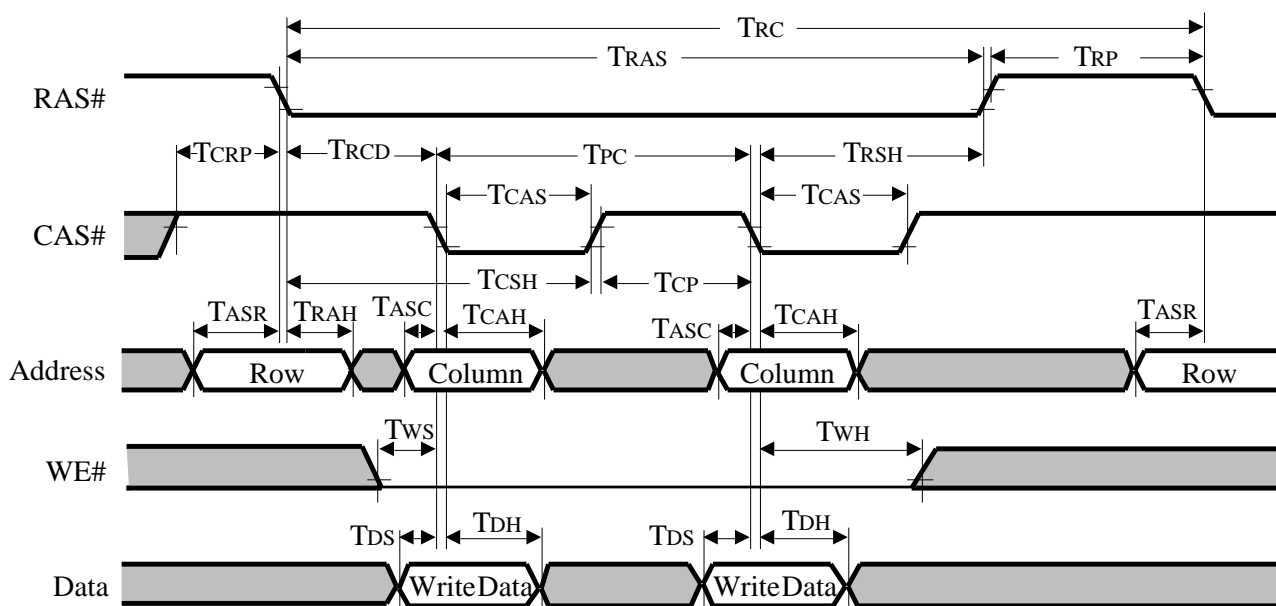 TRC
TRAS TRP
RAS#
TCRP TRCD TPC TRSH
TCAS TCAS
CAS#
TCSH TCP
TASR TRAH TASC TCAH TASC TCAH TASR
Address Row Column Column Row
TWS TWH
WE#
TDS TDH TDS TDH
Data WriteData WriteData